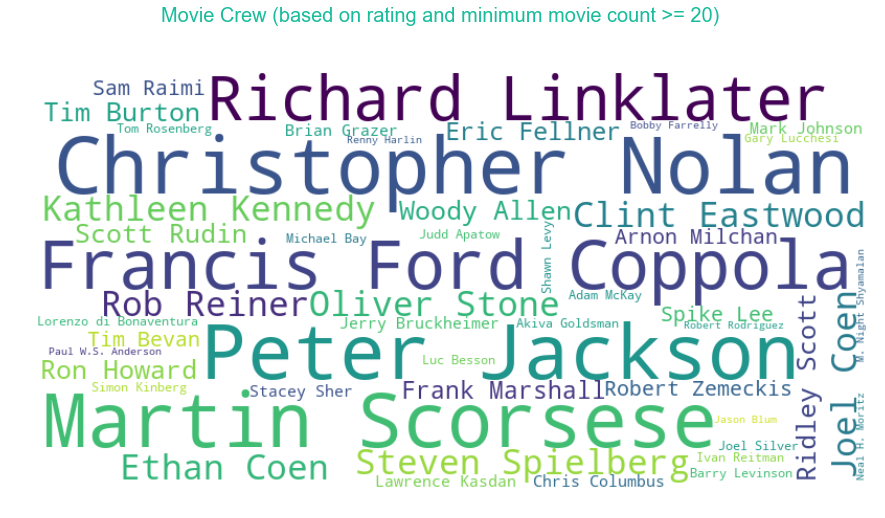 Movie Crew (based on rating and minimum movie count >= 20)
Sam Raimi
Richard Linklater
Tim Burton
Tom Rosenberg
Brian Grazer
Renny Harlin
Eric Fellner
Bobby Farrelly
Mark Johnson
Gary Lucchesi
Christopher Nolan
Kathleen Kennedy
Woody Allen
Clint Eastwood
Scott Rudin
Michael Bay
Judd Apatow
Shawn Levy
Arnon Milchan
Francis Ford Coppola
M. Night Shyamalan
Rob Reiner
Oliver Stone
Adam McKay
Spike Lee
Ridley Scott
Joel Coen
Lorenzo di Bonaventura
Jerry Bruckheimer
Akiva Goldsman
Robert Rodriguez
Tim Bevan
Paul W.S. Anderson
Peter Jackson
Luc Besson
Ron Howard
Simon Kinberg
Stacey Sher
Frank Marshall
Robert Zemeckis
Martin Scorsese
Jason Blum
Neal H. Moritz
Joel Silver
Ethan Coen
Steven Spielberg
Ivan Reitman
Barry Levinson
Lawrence Kasdan
Chris Columbus